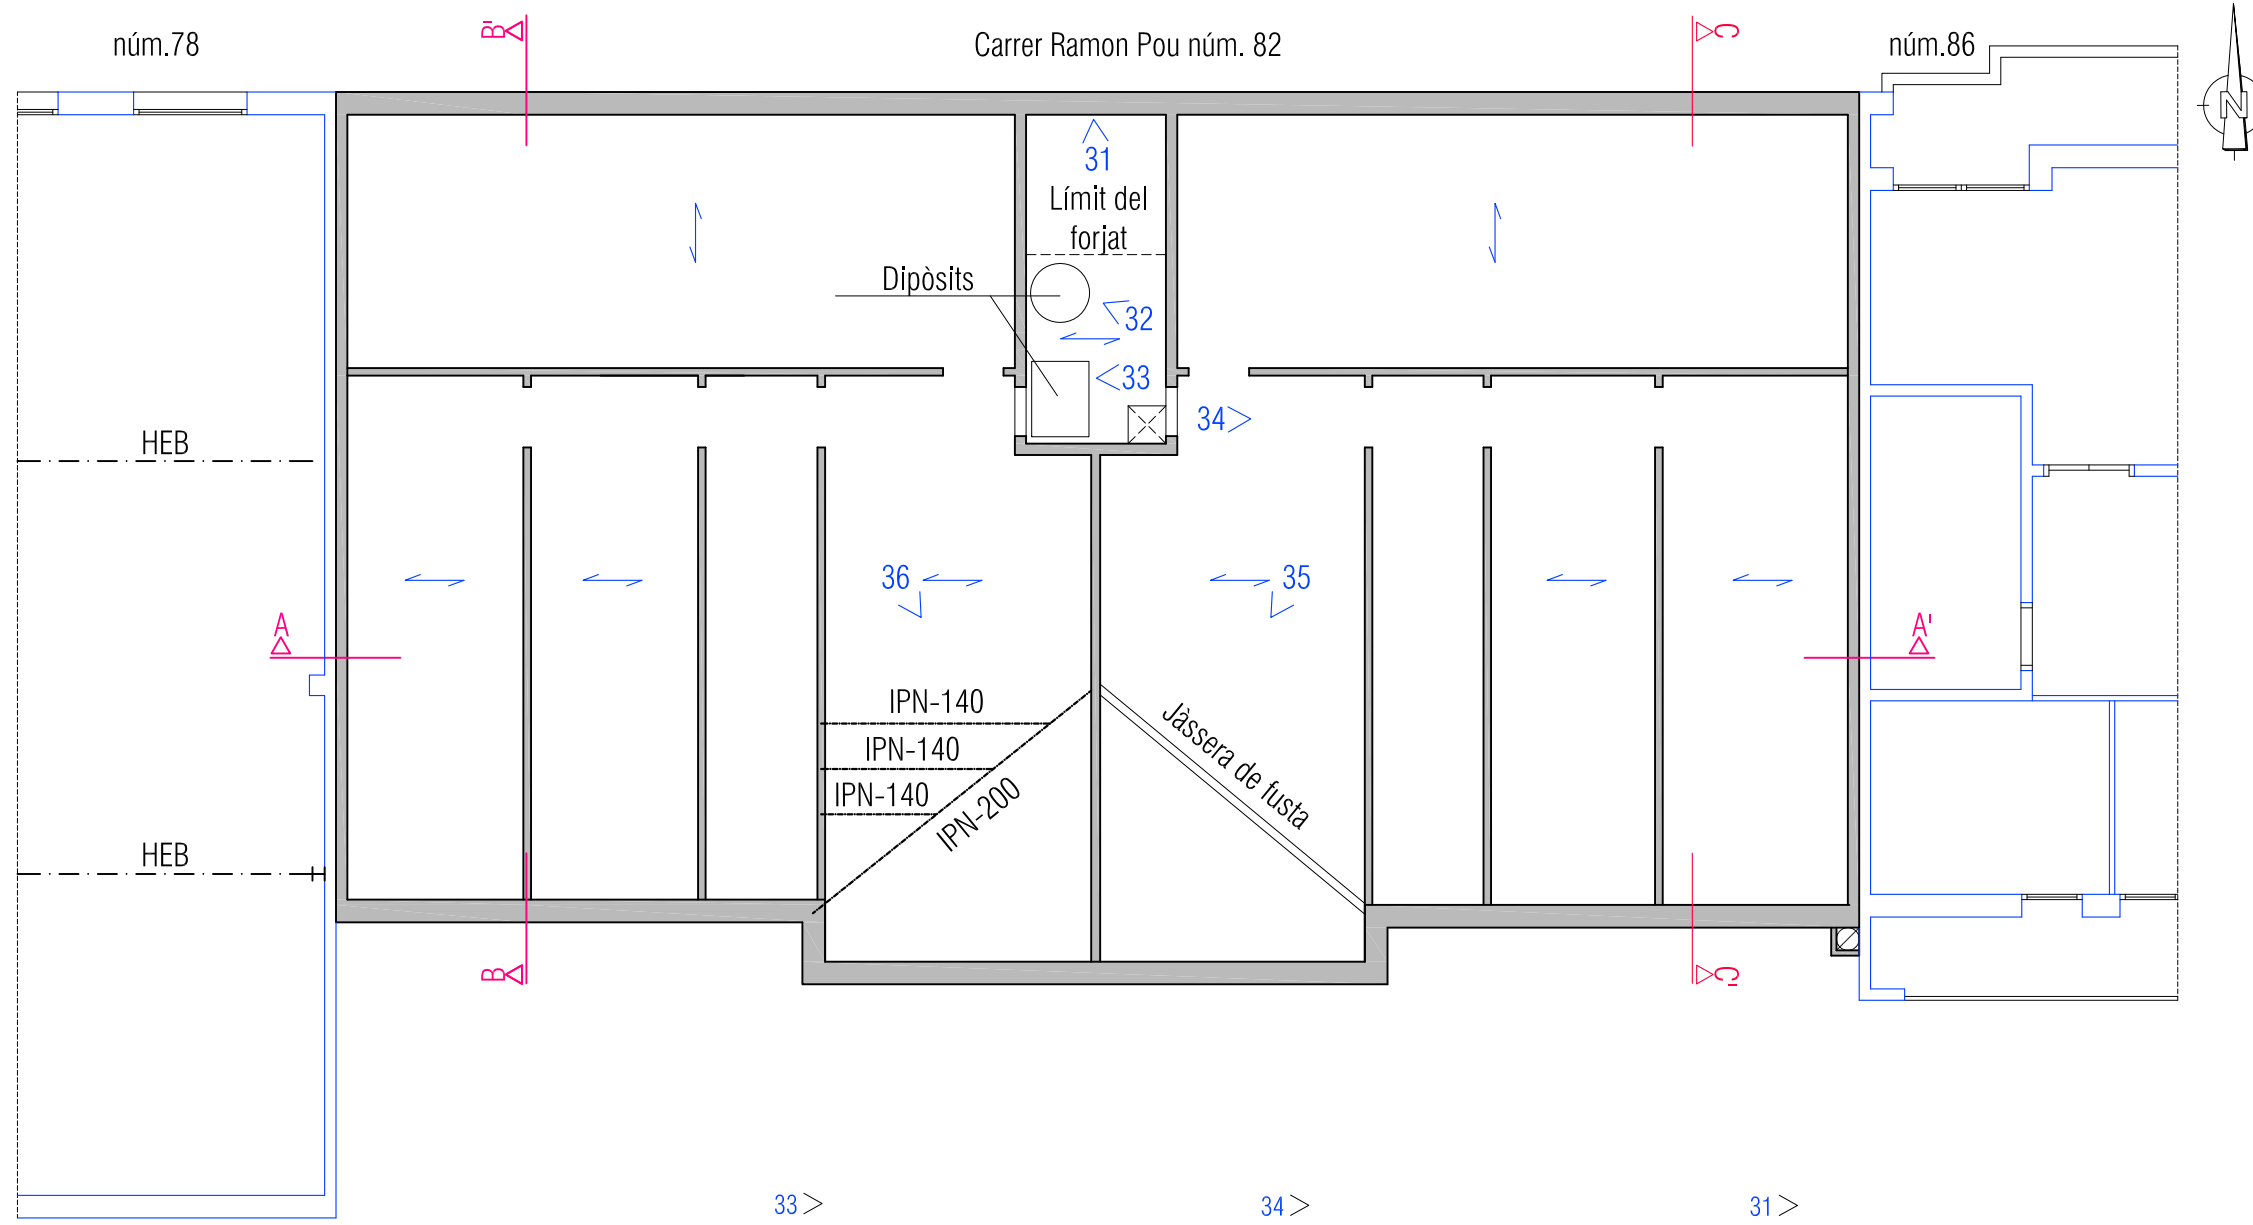 núm.78
B'
Carrer Ramon Pou núm. 82
C
núm.86
N
31
Límit del
forjat
Dipòsits
32
33
34
HEB
36
35
A
A'
IPN-140
IPN-140
IPN-140
IPN-200
Jàssera de fusta
HEB
B
C'
33
34
31